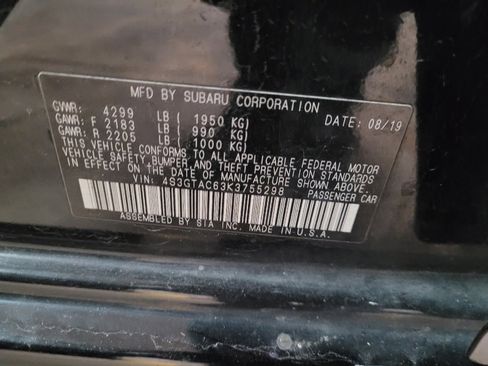 MFD BY SUBARU CORPORATION
GVWR: 4299 LB ( 1950 KG) DATE: 08/19
GAWR: F 2183 LB ( 990 KG)
GAWR: R 2205 LB ( 1000 KG)
THIS VEHICLE CONFORMS TO ALL APPLICABLE FEDERAL MOTOR
VEHICLE SAFETY, BUMPER, AND THEFT PREVENTION STANDARDS
IN EFFECT ON THE DATE OF MANUFACTURE SHOWN ABOVE.
VIN: 4S3GTAC63K3755298 PASSENGER CAR
ASSEMBLED BY SIA INC. MADE IN U.S.A.